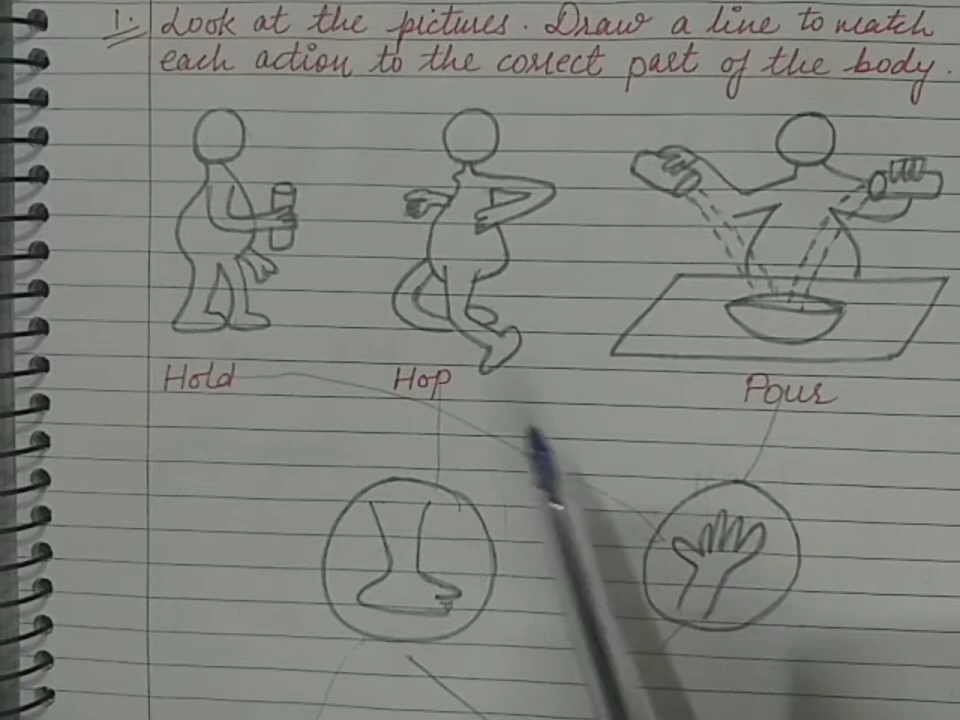 1. Look at the pictures. Draw a line to match
each action to the correct part of the body.
Hold Hop Pour